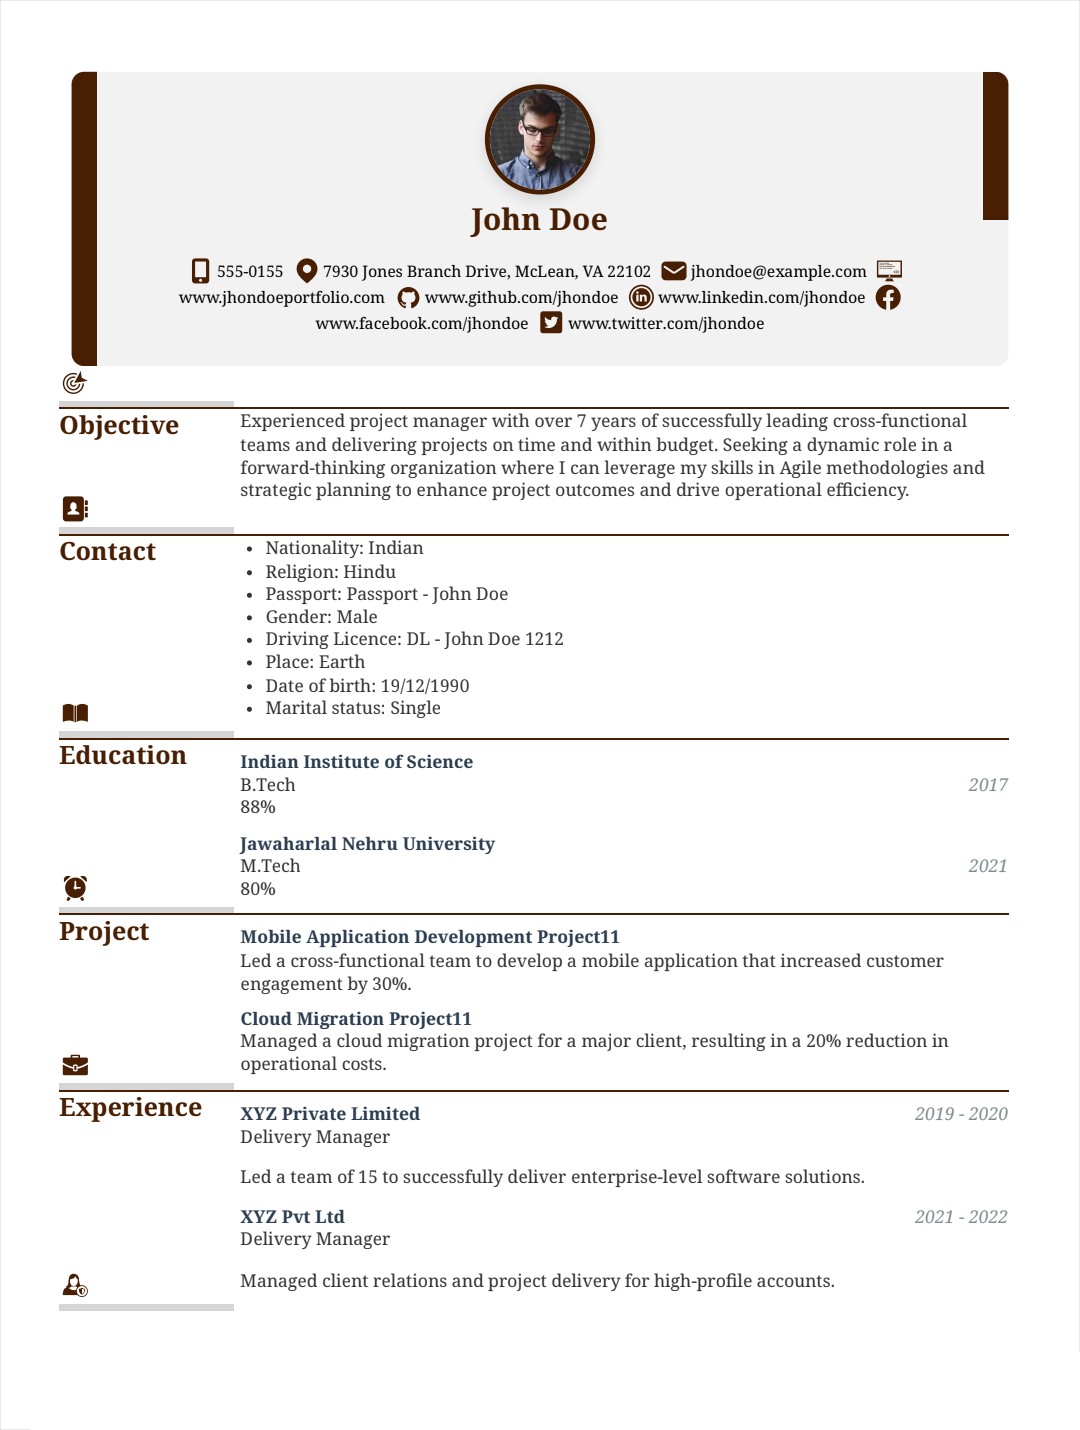 John Doe
555-0155 7930 Jones Branch Drive, McLean, VA 22102 jhondoe@example.com
www.jhondoeportfolio.com www.github.com/jhondoe www.linkedin.com/jhondoe
www.facebook.com/jhondoe www.twitter.com/jhondoe
Objective
Experienced project manager with over 7 years of successfully leading cross-functional
teams and delivering projects on time and within budget. Seeking a dynamic role in a
forward-thinking organization where I can leverage my skills in Agile methodologies and
strategic planning to enhance project outcomes and drive operational efficiency.
Contact
• Nationality: Indian
• Religion: Hindu
• Passport: Passport - John Doe
• Gender: Male
• Driving Licence: DL - John Doe 1212
• Place: Earth
• Date of birth: 19/12/1990
• Marital status: Single
Education
Indian Institute of Science
B.Tech 2017
88%
Jawaharlal Nehru University
M.Tech 2021
80%
Project
Mobile Application Development Project11
Led a cross-functional team to develop a mobile application that increased customer
engagement by 30%.
Cloud Migration Project11
Managed a cloud migration project for a major client, resulting in a 20% reduction in
operational costs.
Experience
XYZ Private Limited 2019 - 2020
Delivery Manager
Led a team of 15 to successfully deliver enterprise-level software solutions.
XYZ Pvt Ltd 2021 - 2022
Delivery Manager
Managed client relations and project delivery for high-profile accounts.